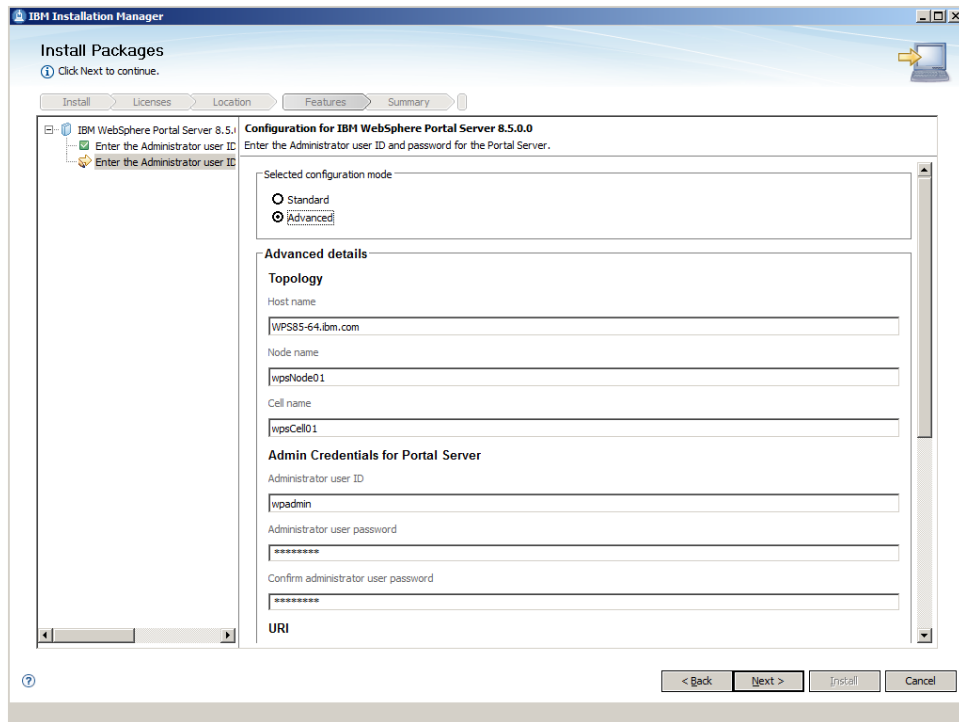 IBM Installation Manager
Install Packages
Click Next to continue.
Install
Licenses
Location
Features
Summary
IBM WebSphere Portal Server 8.5.
Enter the Administrator user ID
Enter the Administrator user ID
Configuration for IBM WebSphere Portal Server 8.5.0.0
Enter the Administrator user ID and password for the Portal Server.
Selected configuration mode
Standard
Advanced
Advanced details
Topology
Host name
WPS85-64.ibm.com
Node name
wpsNode01
Cell name
wpsCell01
Admin Credentials for Portal Server
Administrator user ID
wpadmin
Administrator user password
********
Confirm administrator user password
********
URI
?
< Back
Next >
Install
Cancel